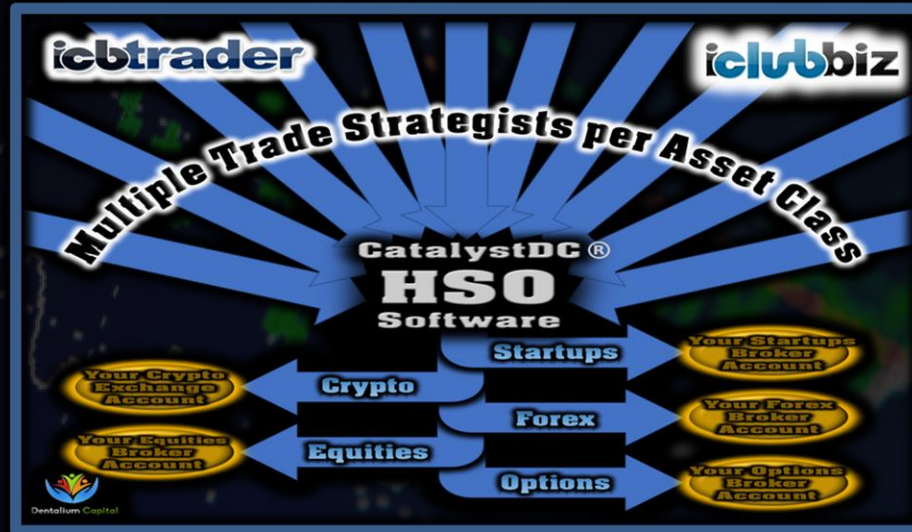 icbtrader
iclubbiz
Multiple Trade Strategists per Asset Class
CatalystDC®
HSO
Software
Startups
Your Startups
Broker
Account
Your Crypto
Exchange
Account
Crypto
Forex
Your Forex
Broker
Account
Your Equities
Broker
Account
Equities
Options
Your Options
Broker
Account
Dentalium Capital